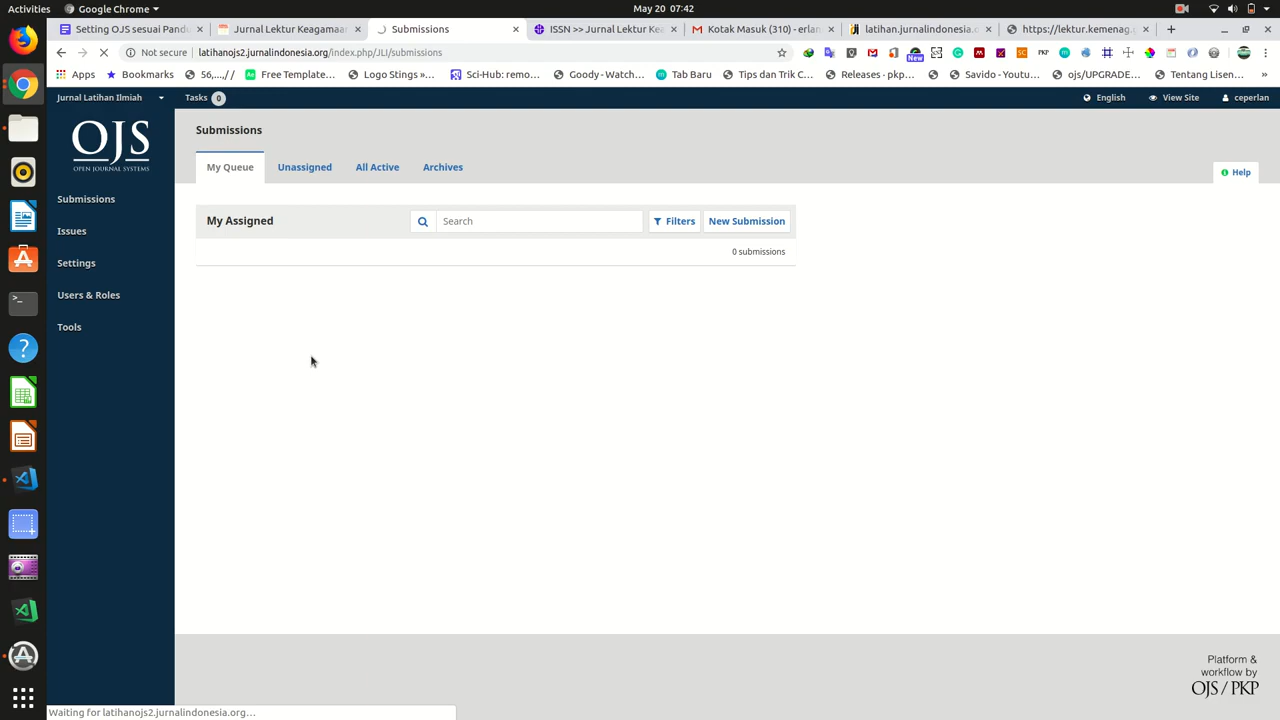 Activities
Google Chrome
May 20 07:42
Setting OJS sesuai Pand
Jurnal Lektur Keagamaa
Submissions
ISSN >> Jurnal Lektur Kea
Kotak Masuk (310) - erlan
latihan.jurnalindonesia.c
https://lektur.kemenag.
Not secure
latihanojs2.jurnalindonesia.org/index.php/JLI/submissions
New
PKP
SC
Apps
Bookmarks
56,...,//
Free Template...
Logo Stings »...
Sci-Hub: remo...
Goody - Watch...
Tab Baru
Tips dan Trik C...
Releases · pkp...
Savido - Youtu...
ojs/UPGRADE...
Tentang Lisen...
»
Jurnal Latihan Ilmiah
Tasks 0
English
View Site
ceperlan
OJS
OPEN JOURNAL SYSTEMS
Submissions
My Queue
Unassigned
All Active
Archives
Help
Submissions
Issues
Settings
Users & Roles
Tools
My Assigned
Search
Filters
New Submission
0 submissions
Platform &
workflow by
OJS / PKP
Waiting for latihanojs2.jurnalindonesia.org...